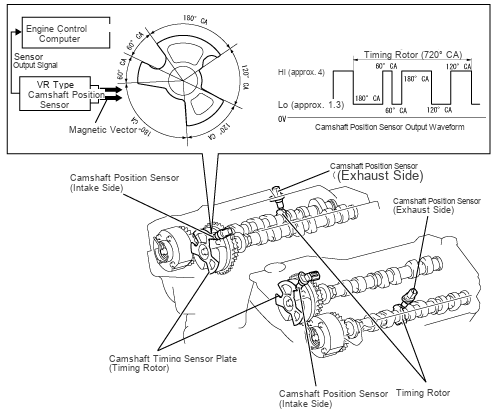 Engine Control
Computer
Sensor
Output Signal
VR Type
Camshaft Position
Sensor
Magnetic Vector
180° CA
60° CA
60° CA
120° CA
120° CA
180° CA
Timing Rotor (720° CA)
60° CA
120° CA
HI (approx. 4)
180° CA
180° CA
Lo (approx. 1.3)
60° CA
120° CA
0V
Camshaft Position Sensor Output Waveform
Camshaft Position Sensor
(Intake Side)
Camshaft Position Sensor
(Exhaust Side)
Camshaft Position Sensor
(Exhaust Side)
Camshaft Timing Sensor Plate
(Timing Rotor)
Camshaft Position Sensor
(Intake Side)
Timing Rotor